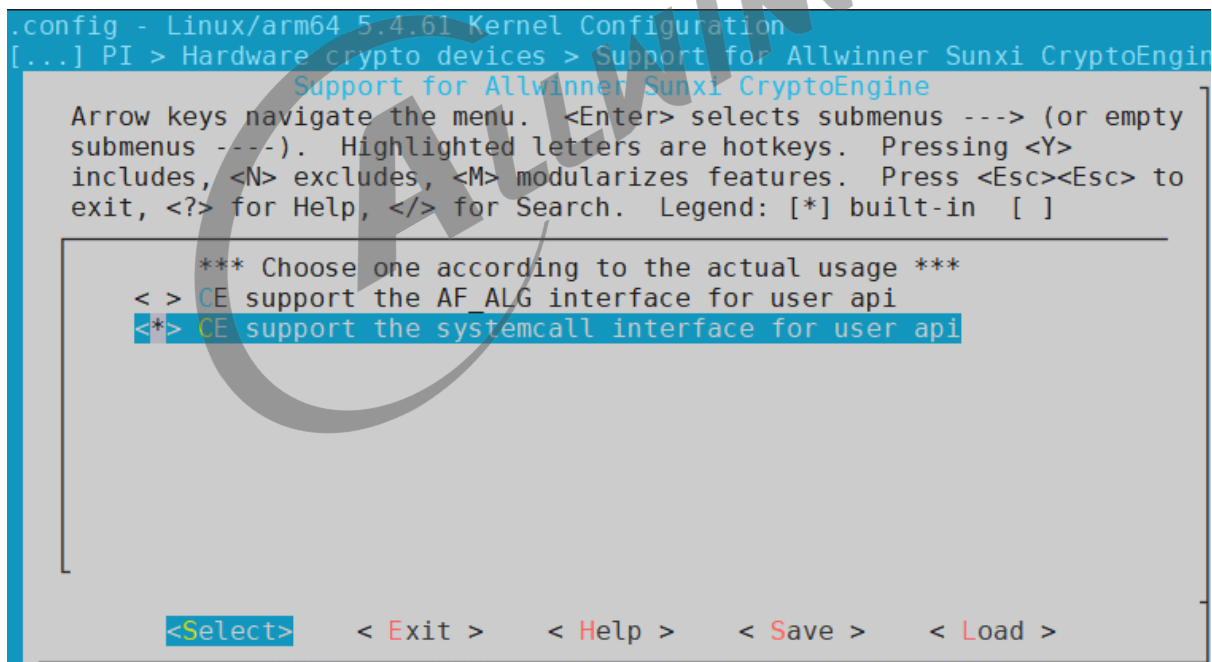 .config - Linux/arm64 5.4.61 Kernel Configuration
[...] PI > Hardware crypto devices > Support for Allwinner Sunxi CryptoEngin
Support for Allwinner Sunxi CryptoEngine
Arrow keys navigate the menu.  <Enter> selects submenus ---> (or empty
submenus ----).  Highlighted letters are hotkeys.  Pressing <Y>
includes, <N> excludes, <M> modularizes features.  Press <Esc><Esc> to
exit, <?> for Help, </> for Search.  Legend: [*] built-in  [ ]
*** Choose one according to the actual usage ***
< > CE support the AF_ALG interface for user api
<*> CE support the systemcall interface for user api
<Select>    < Exit >    < Help >    < Save >    < Load >